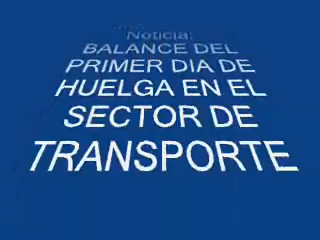 Noticia:
BALANCE DEL
PRIMER DIA DE
HUELGA EN EL
SECTOR DE
TRANSPORTE